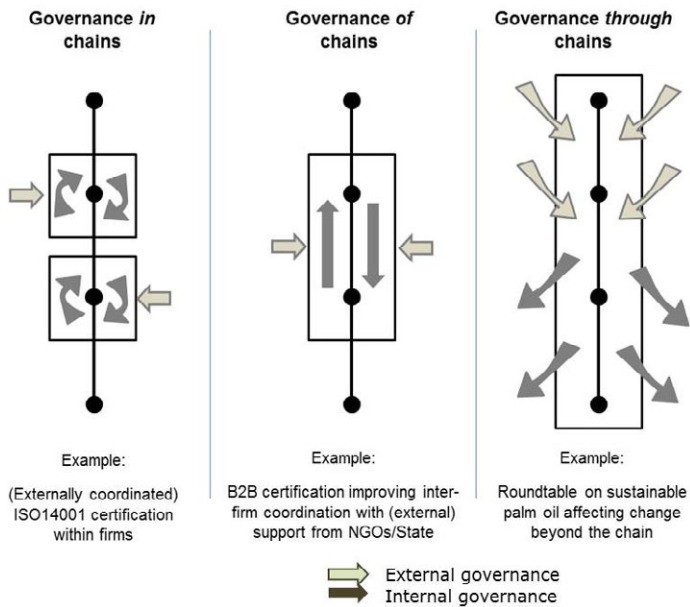 Governance in
chains
Example:
(Externally coordinated)
ISO14001 certification
within firms
Governance of
chains
Example:
B2B certification improving inter-
firm coordination with (external)
support from NGOs/State
Governance through
chains
Example:
Roundtable on sustainable
palm oil affecting change
beyond the chain
External governance
Internal governance